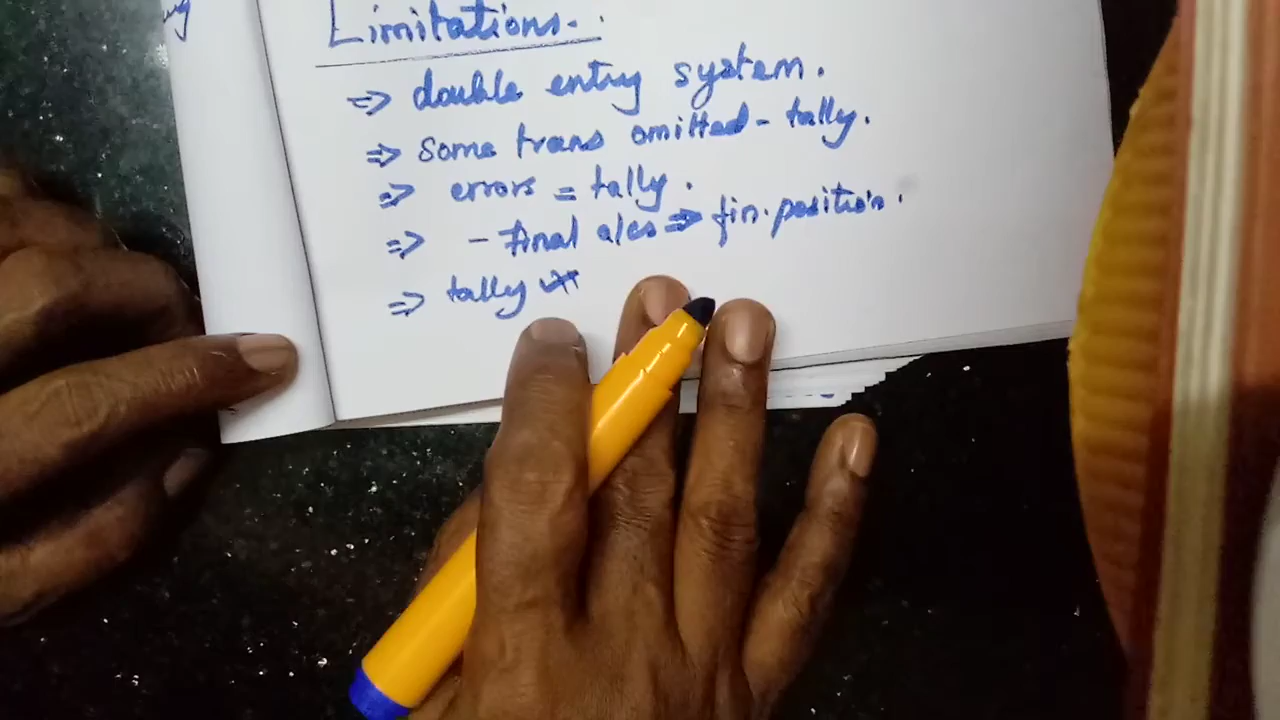 Limitations.
⇒ double entry system.
⇒ Some trans omitted - tally.
⇒ errors = tally.
⇒ - final a/cs ⇒ fin. position.
⇒ tally